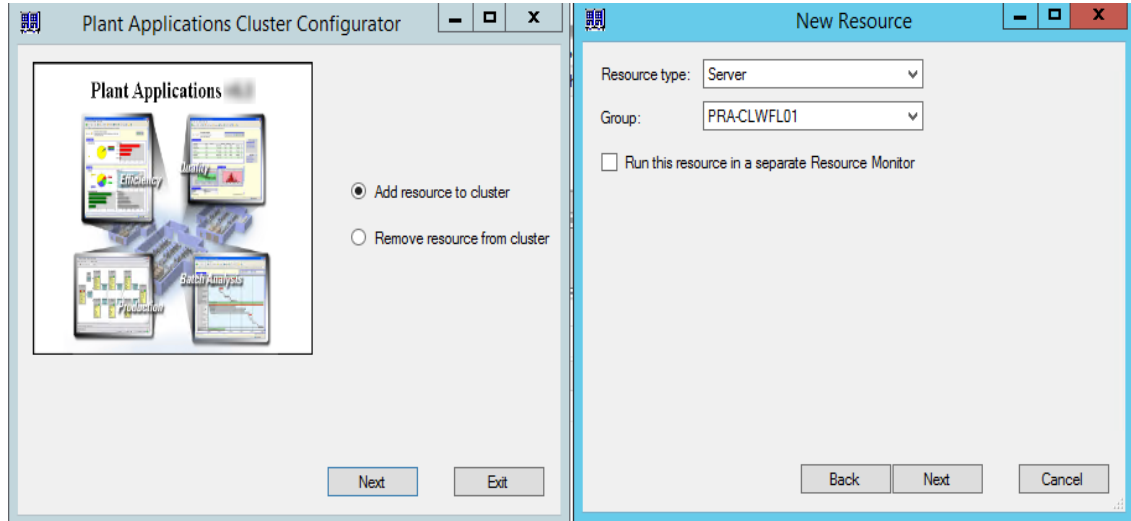 Plant Applications Cluster Configurator
Plant Applications
Efficiency
Quality
Production
Batch Analysis
Add resource to cluster
Remove resource from cluster
Next
Exit
New Resource
Resource type:
Server
Group:
PRA-CLWFL01
Run this resource in a separate Resource Monitor
Back
Next
Cancel